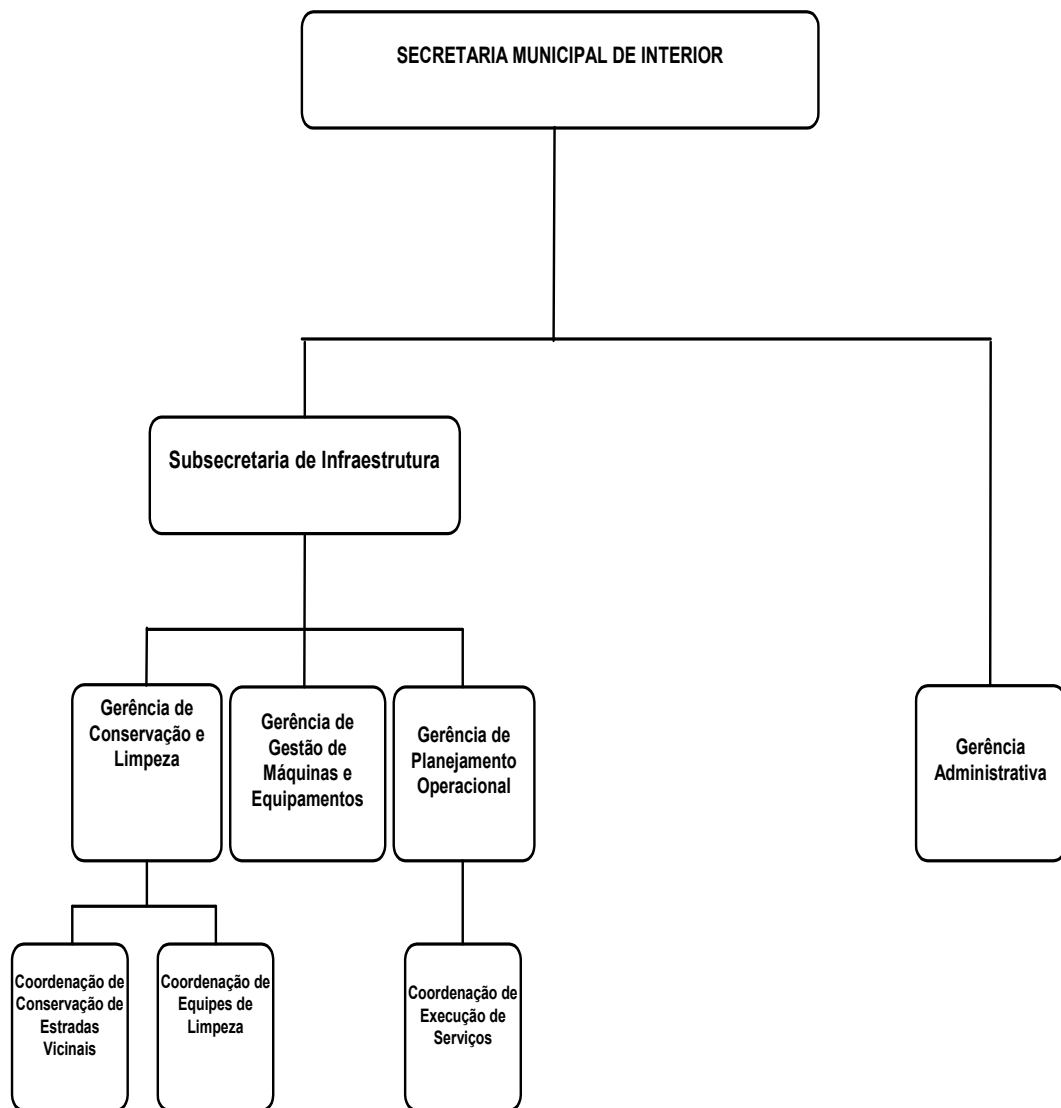 SECRETARIA MUNICIPAL DE INTERIOR
Subsecretaria de Infraestrutura
Gerência de
Conservação e
Limpeza
Gerência de
Gestão de
Máquinas e
Equipamentos
Gerência de
Planejamento
Operacional
Gerência
Administrativa
Coordenação de
Conservação de
Estradas
Vicinais
Coordenação de
Equipes de
Limpeza
Coordenação de
Execução de
Serviços